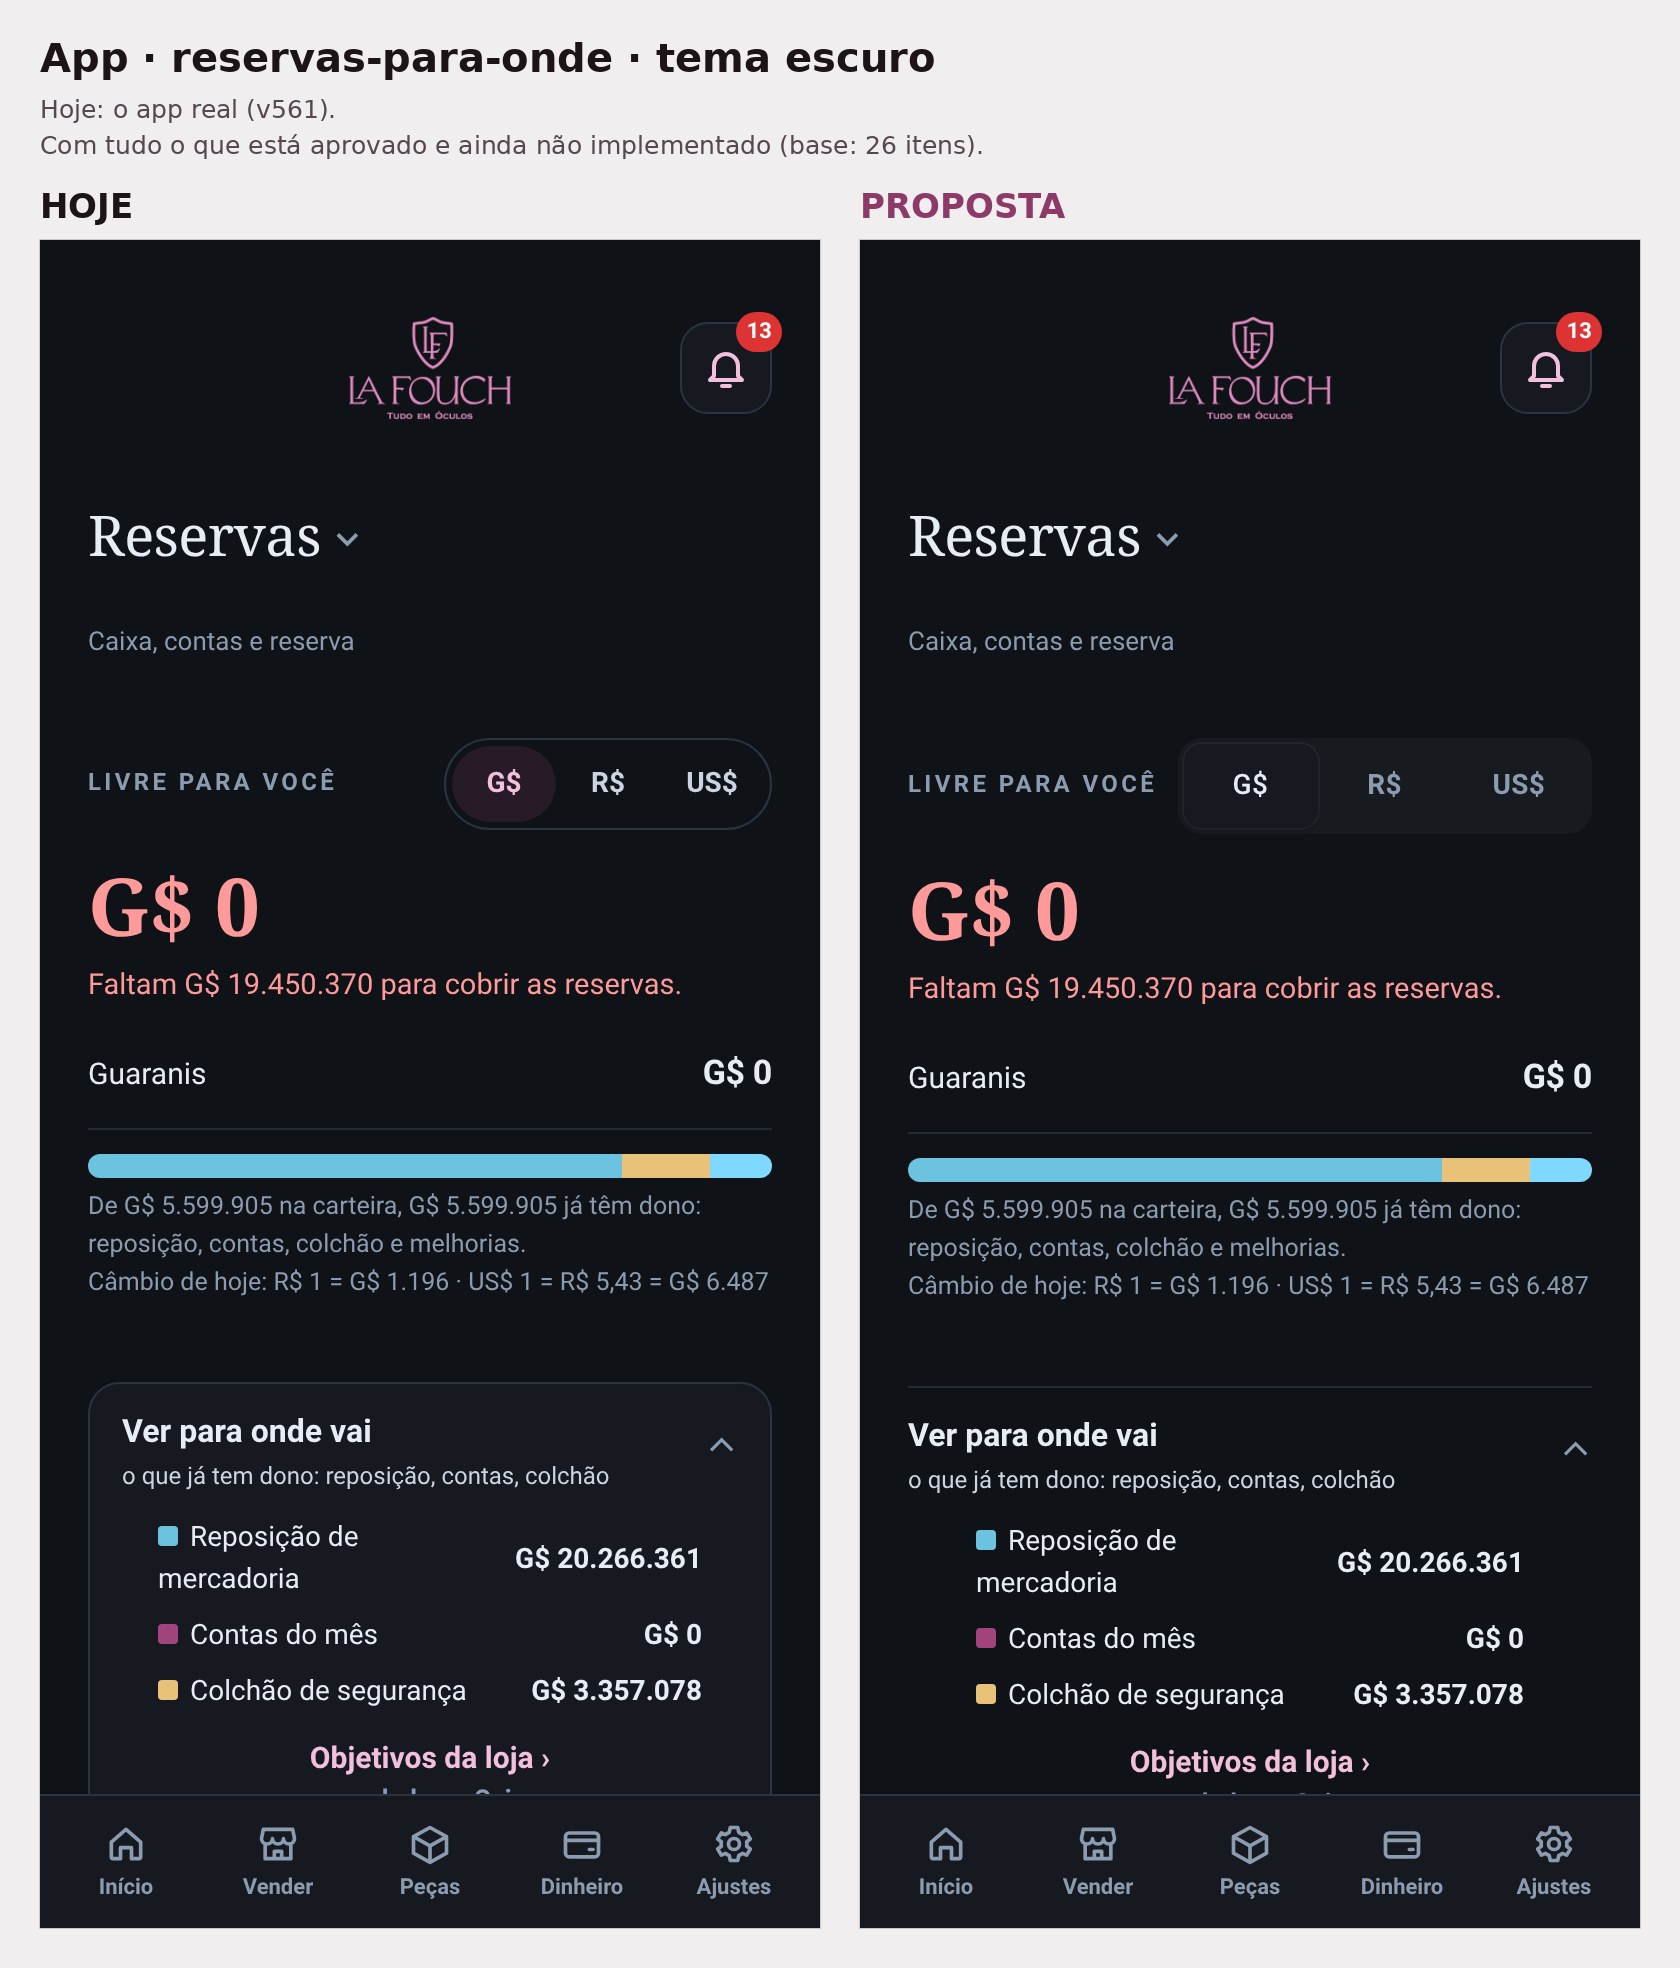 App · reservas-para-onde · tema escuro
Hoje: o app real (v561).
Com tudo o que está aprovado e ainda não implementado (base: 26 itens).
HOJE
LF
LA FOUCH
TUDO EM ÓCULOS
13
Reservas
Caixa, contas e reserva
LIVRE PARA VOCÊ
G$ R$ US$
G$ 0
Faltam G$ 19.450.370 para cobrir as reservas.
Guaranis G$ 0
De G$ 5.599.905 na carteira, G$ 5.599.905 já têm dono:
reposição, contas, colchão e melhorias.
Câmbio de hoje: R$ 1 = G$ 1.196 · US$ 1 = R$ 5,43 = G$ 6.487
Ver para onde vai
o que já tem dono: reposição, contas, colchão
Reposição de
mercadoria G$ 20.266.361
Contas do mês G$ 0
Colchão de segurança G$ 3.357.078
Objetivos da loja ›
Início Vender Peças Dinheiro Ajustes
PROPOSTA
LF
LA FOUCH
TUDO EM ÓCULOS
13
Reservas
Caixa, contas e reserva
LIVRE PARA VOCÊ
G$ R$ US$
G$ 0
Faltam G$ 19.450.370 para cobrir as reservas.
Guaranis G$ 0
De G$ 5.599.905 na carteira, G$ 5.599.905 já têm dono:
reposição, contas, colchão e melhorias.
Câmbio de hoje: R$ 1 = G$ 1.196 · US$ 1 = R$ 5,43 = G$ 6.487
Ver para onde vai
o que já tem dono: reposição, contas, colchão
Reposição de
mercadoria G$ 20.266.361
Contas do mês G$ 0
Colchão de segurança G$ 3.357.078
Objetivos da loja ›
Início Vender Peças Dinheiro Ajustes